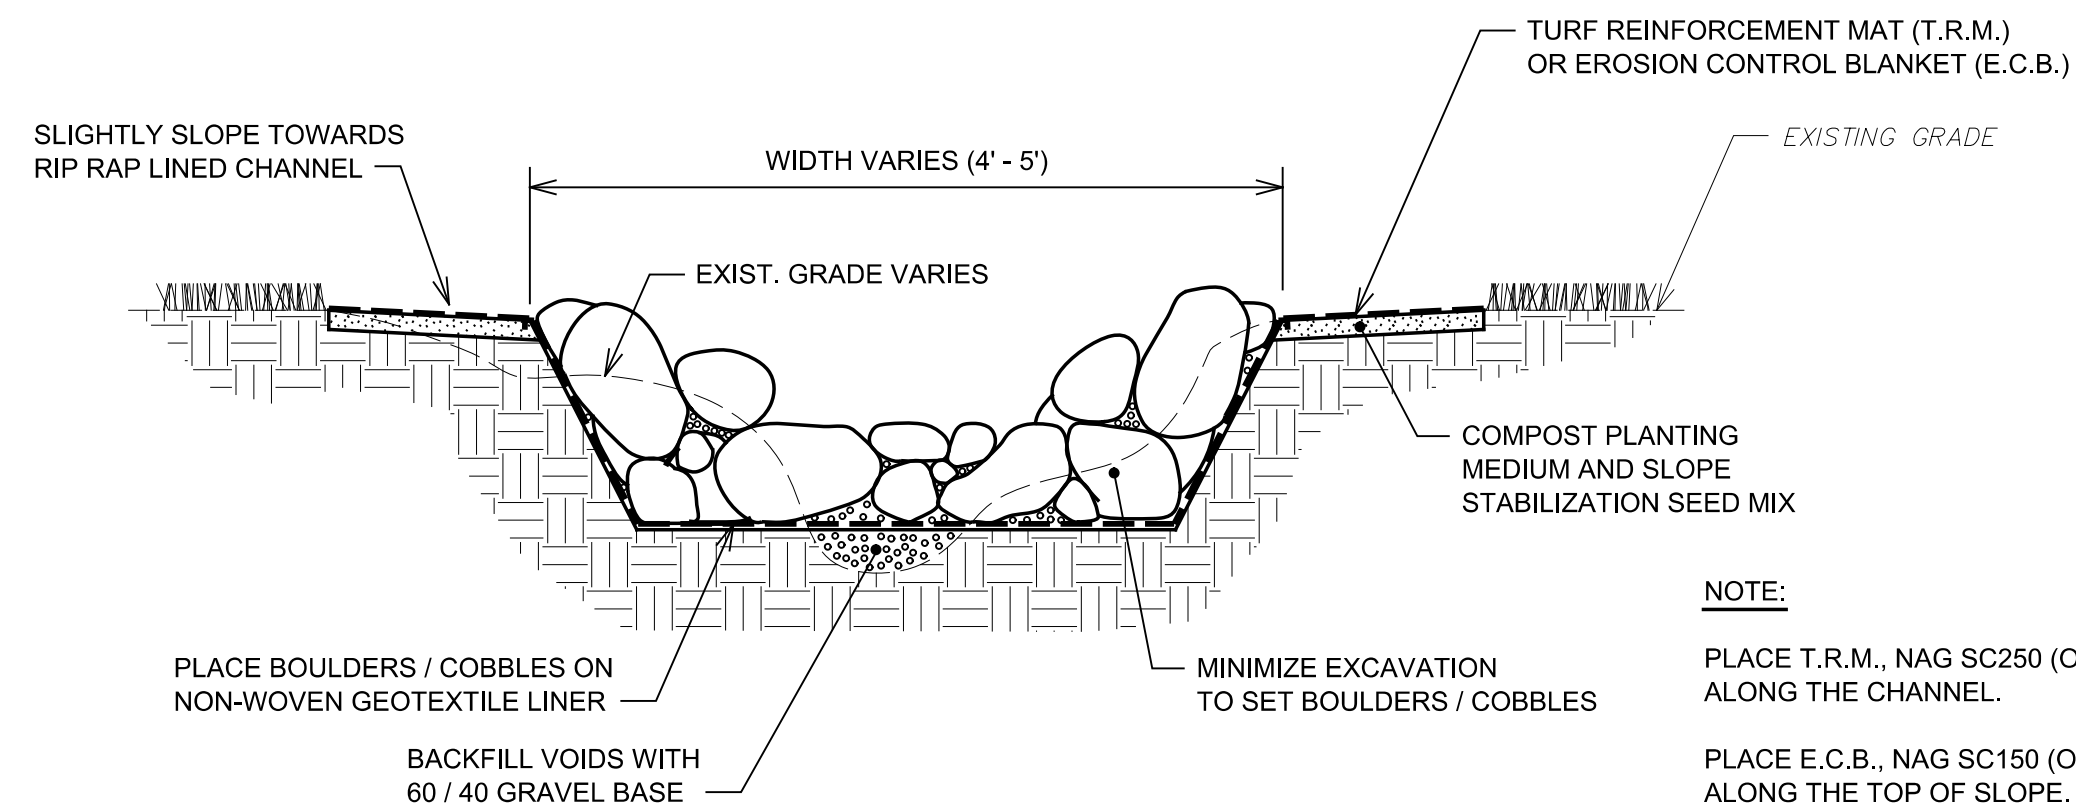 TURF REINFORCEMENT MAT (T.R.M.)
OR EROSION CONTROL BLANKET (E.C.B.)
SLIGHTLY SLOPE TOWARDS
RIP RAP LINED CHANNEL
WIDTH VARIES (4' - 5')
EXISTING GRADE
EXIST. GRADE VARIES
COMPOST PLANTING
MEDIUM AND SLOPE
STABILIZATION SEED MIX
NOTE:
PLACE T.R.M., NAG SC250 (O
ALONG THE CHANNEL.
PLACE E.C.B., NAG SC150 (O
ALONG THE TOP OF SLOPE.
PLACE BOULDERS / COBBLES ON
NON-WOVEN GEOTEXTILE LINER
MINIMIZE EXCAVATION
TO SET BOULDERS / COBBLES
BACKFILL VOIDS WITH
60 / 40 GRAVEL BASE